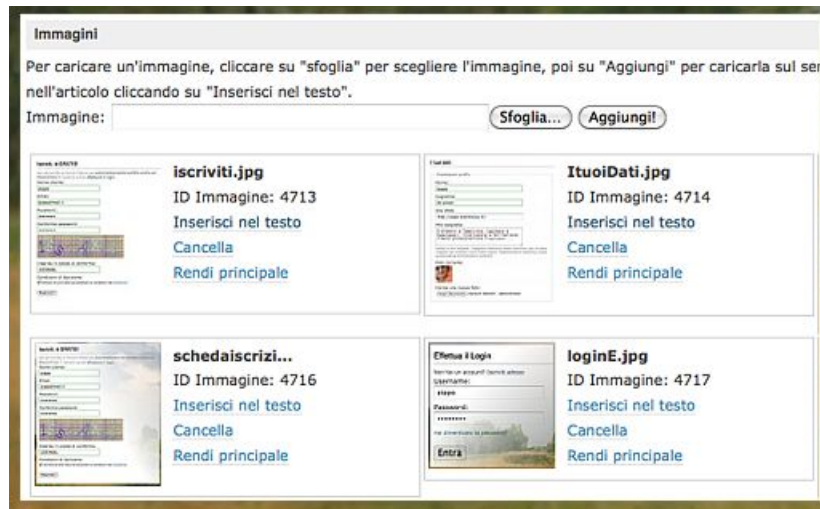 Immagini
Per caricare un'immagine, cliccare su "sfoglia" per scegliere l'immagine, poi su "Aggiungi" per caricarla sul ser
nell'articolo cliccando su "Inserisci nel testo".
Immagine: Sfoglia... Aggiungi!
iscriviti.jpg
ID Immagine: 4713
Inserisci nel testo
Cancella
Rendi principale
ItuoiDati.jpg
ID Immagine: 4714
Inserisci nel testo
Cancella
Rendi principale
schedaiscrizi...
ID Immagine: 4716
Inserisci nel testo
Cancella
Rendi principale
Effettua il Login
Username:
Password:
Entra
loginE.jpg
ID Immagine: 4717
Inserisci nel testo
Cancella
Rendi principale